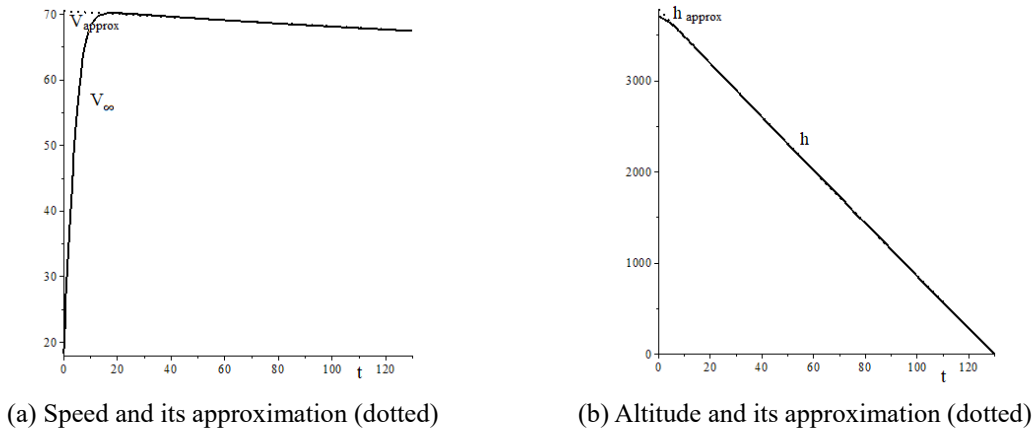 70
V approx
60
V∞
50
40
30
20
0 20 40 60 80 100 120
t
(a) Speed and its approximation (dotted)
h approx
3000
h
2000
1000
0
0 20 40 60 80 100 120
t
(b) Altitude and its approximation (dotted)